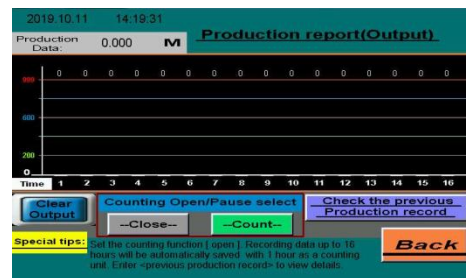 2019.10.11 14:19:31
Production Data: 0.000 M
Production report(Output)
0 0 0 0 0 0 0 0 0 0 0 0 0 0 0 0
900
600
200
0
Time 1 2 3 4 5 6 7 8 9 10 11 12 13 14 15 16
Clear Output
Counting Open/Pause select
--Close--
--Count--
Check the previous
Production record
Special tips:
Set the counting function [ open ]. Recording data up to 16
hours will be automatically saved with 1 hour as a counting
unit. Enter <previous production record> to view details.
Back